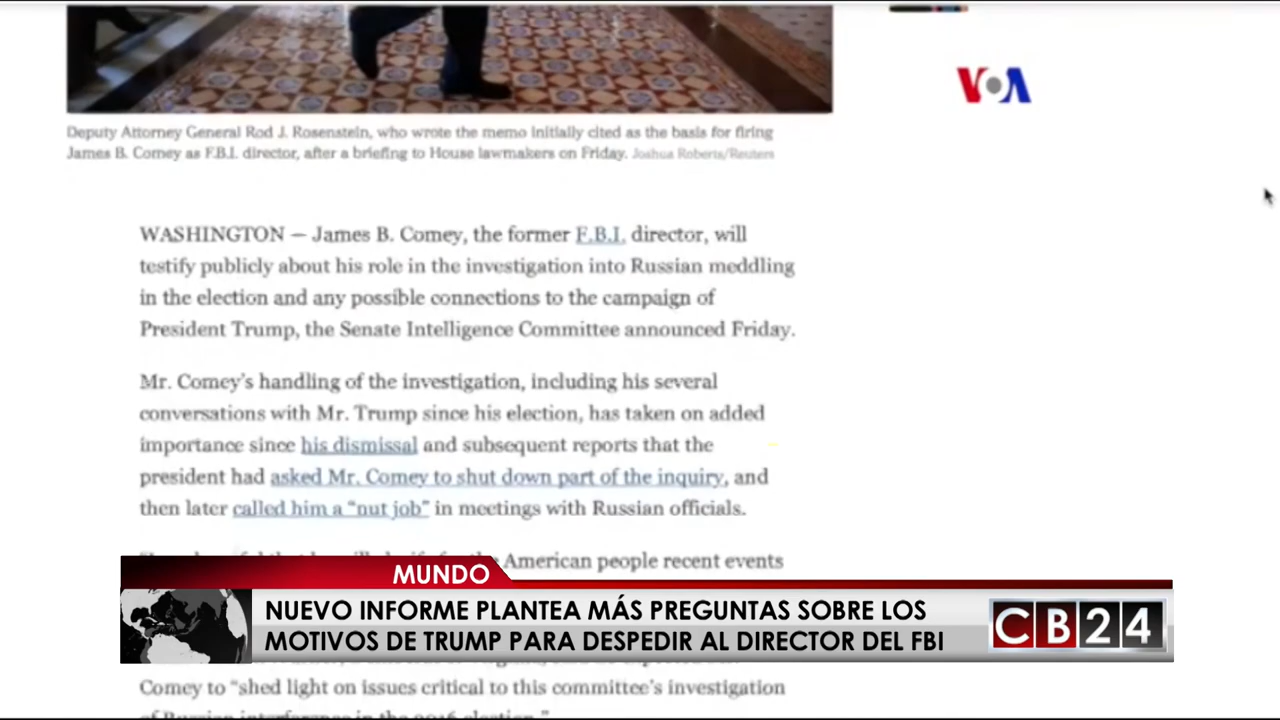 VOA
Deputy Attorney General Rod J. Rosenstein, who wrote the memo initially cited as the basis for firing
James B. Comey as F.B.I. director, after a briefing to House lawmakers on Friday. Joshua Roberts/Reuters
WASHINGTON — James B. Comey, the former F.B.I. director, will
testify publicly about his role in the investigation into Russian meddling
in the election and any possible connections to the campaign of
President Trump, the Senate Intelligence Committee announced Friday.
Mr. Comey's handling of the investigation, including his several
conversations with Mr. Trump since his election, has taken on added
importance since his dismissal and subsequent reports that the
president had asked Mr. Comey to shut down part of the inquiry, and
then later called him a "nut job" in meetings with Russian officials.
American people recent events
MUNDO
NUEVO INFORME PLANTEA MÁS PREGUNTAS SOBRE LOS
MOTIVOS DE TRUMP PARA DESPEDIR AL DIRECTOR DEL FBI
CB24
Comey to "shed light on issues critical to this committee's investigation